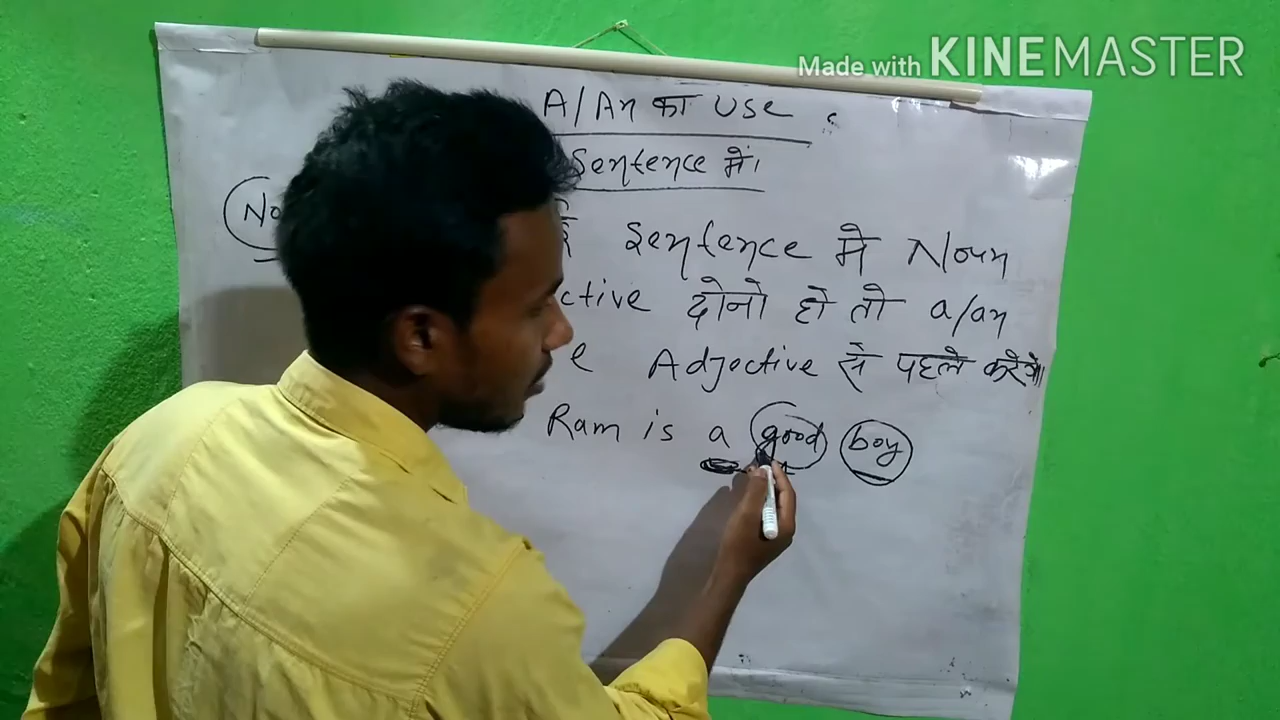 Made with KINEMASTER
A/An का use
Sentence में।
No
Sentence मे Noun
ctive दोनो हो तो a/an
e Adjective से पहले करेगे।
Ram is a good boy